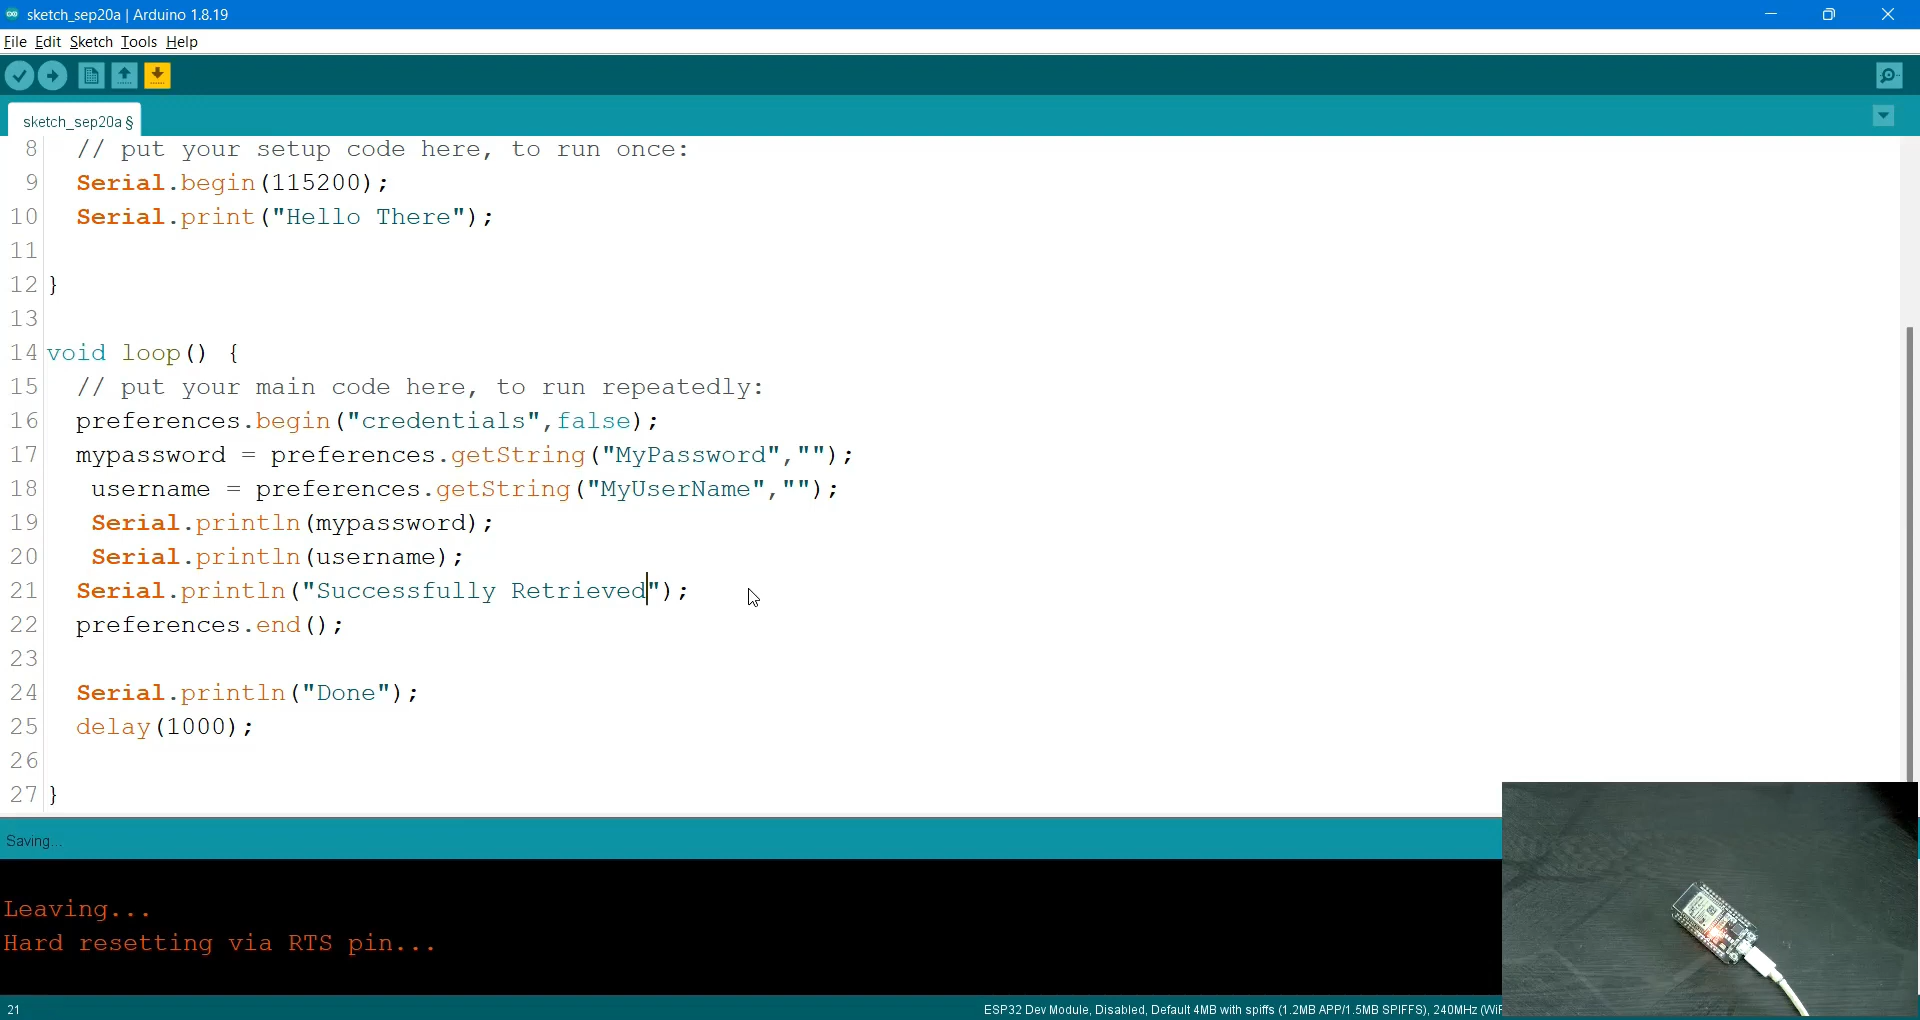 sketch_sep20a | Arduino 1.8.19
File Edit Sketch Tools Help
sketch_sep20a §
8 // put your setup code here, to run once:
9 Serial.begin(115200);
10 Serial.print("Hello There");
11
12 }
13
14 void loop() {
15 // put your main code here, to run repeatedly:
16 preferences.begin("credentials",false);
17 mypassword = preferences.getString("MyPassword","");
18 username = preferences.getString("MyUserName","");
19 Serial.println(mypassword);
20 Serial.println(username);
21 Serial.println("Successfully Retrieved");
22 preferences.end();
23
24 Serial.println("Done");
25 delay(1000);
26
27 }
Saving...
Leaving...
Hard resetting via RTS pin...
21 ESP32 Dev Module, Disabled, Default 4MB with spiffs (1.2MB APP/1.5MB SPIFFS), 240MHz (WiF